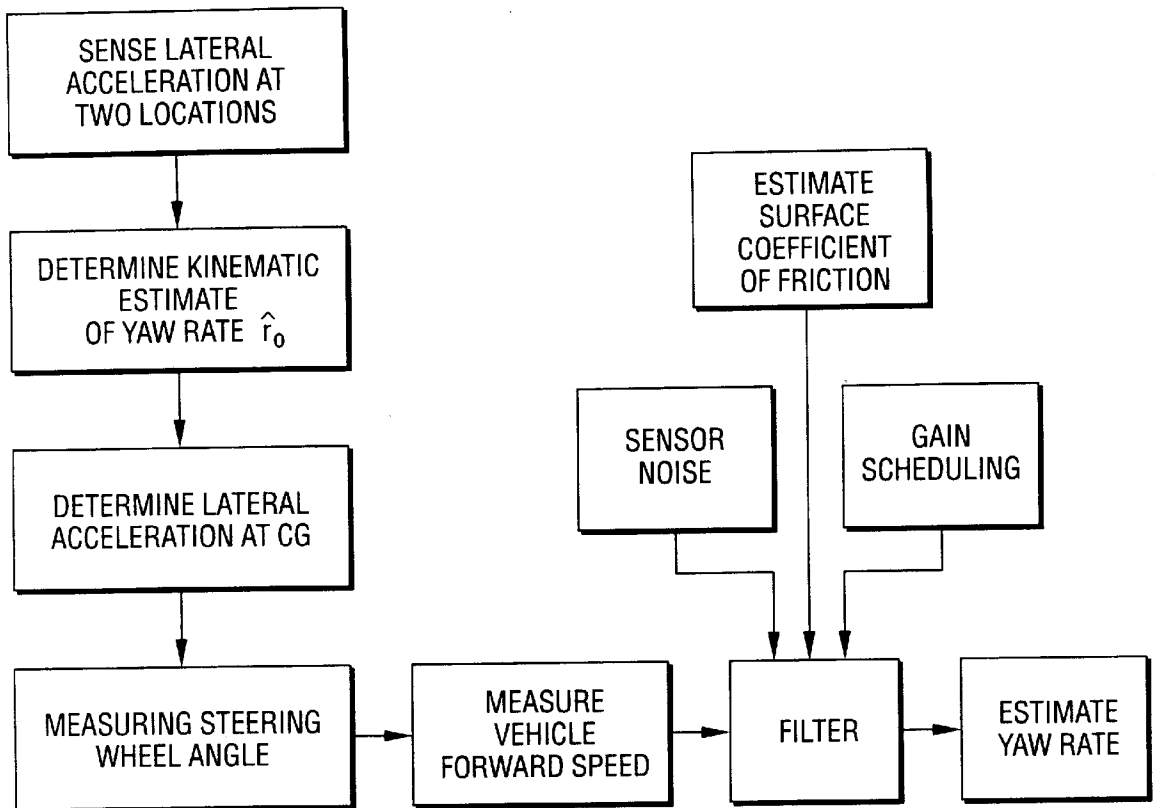 SENSE LATERAL
ACCELERATION AT
TWO LOCATIONS
DETERMINE KINEMATIC
ESTIMATE
OF YAW RATE r̂₀
DETERMINE LATERAL
ACCELERATION AT CG
MEASURING STEERING
WHEEL ANGLE
MEASURE
VEHICLE
FORWARD SPEED
ESTIMATE
SURFACE
COEFFICIENT
OF FRICTION
SENSOR
NOISE
GAIN
SCHEDULING
FILTER
ESTIMATE
YAW RATE